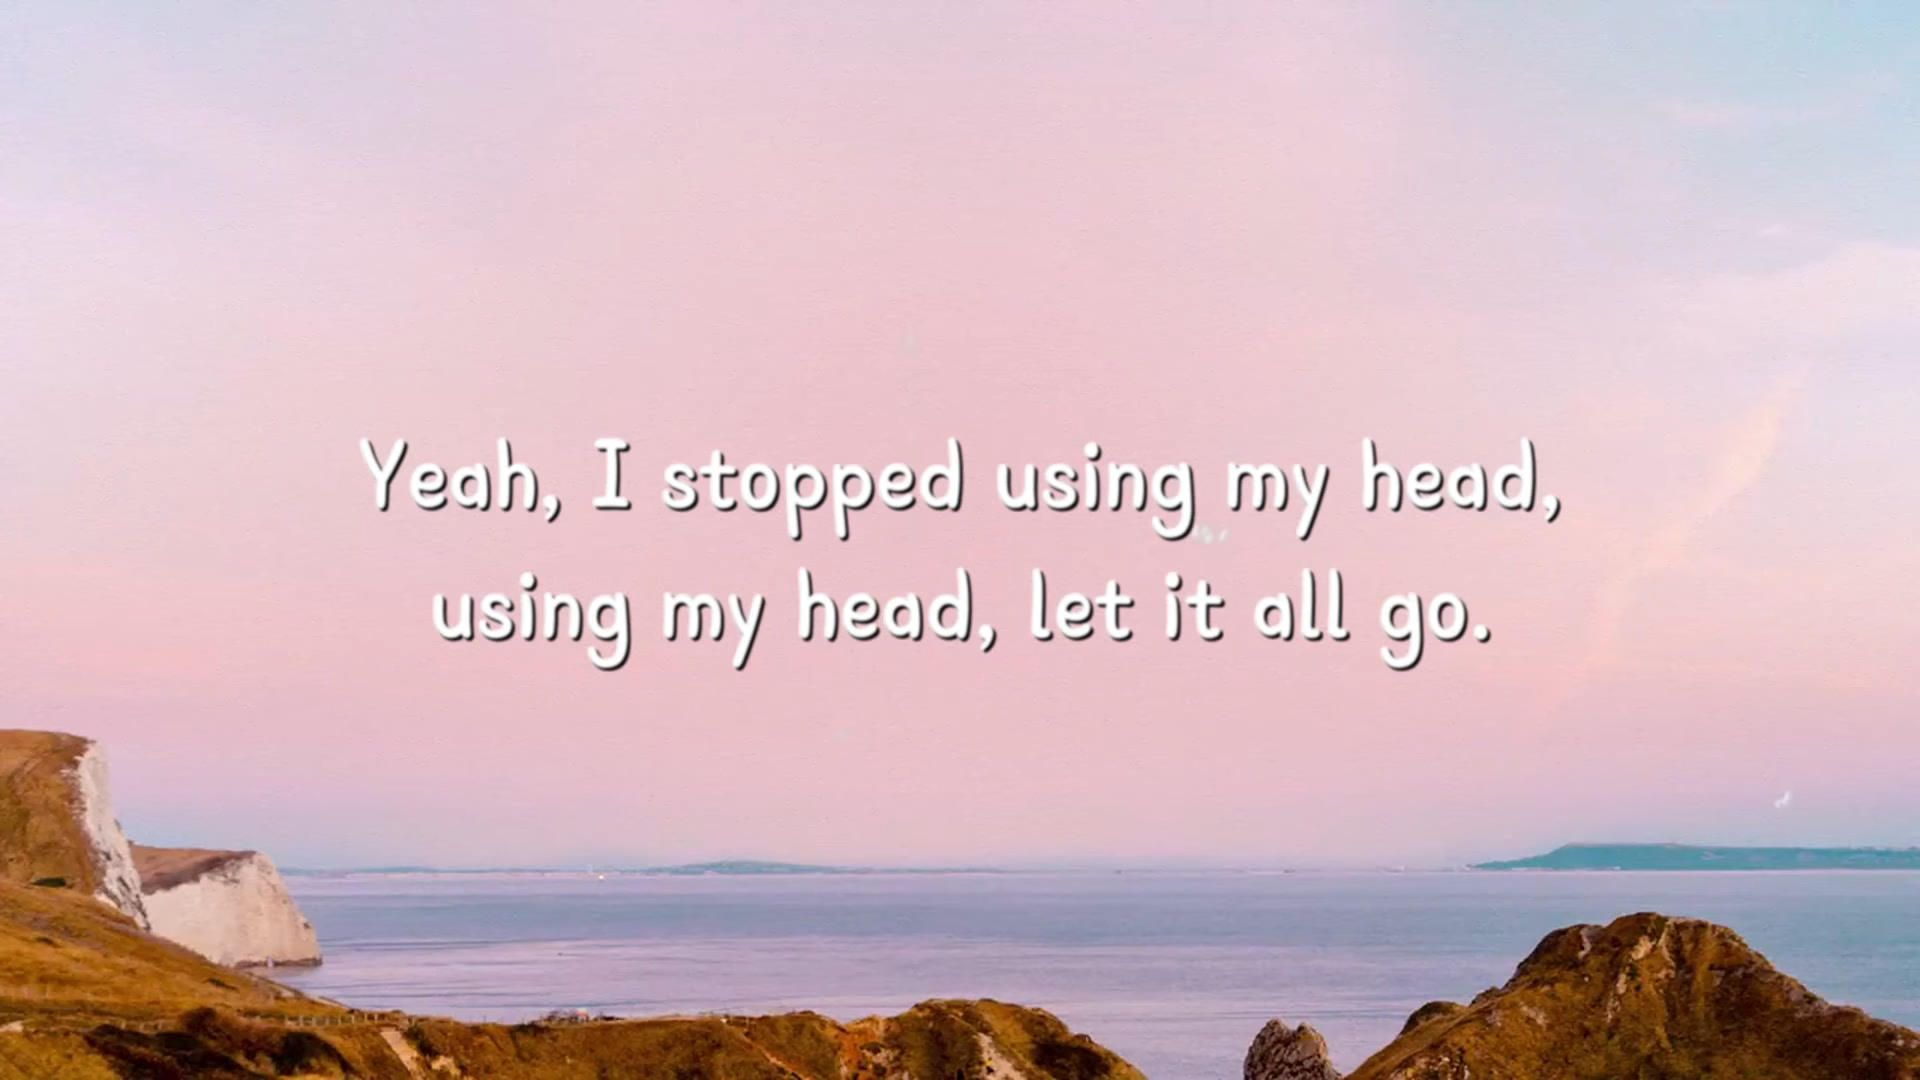 Yeah, I stopped using my head,
using my head, let it all go.